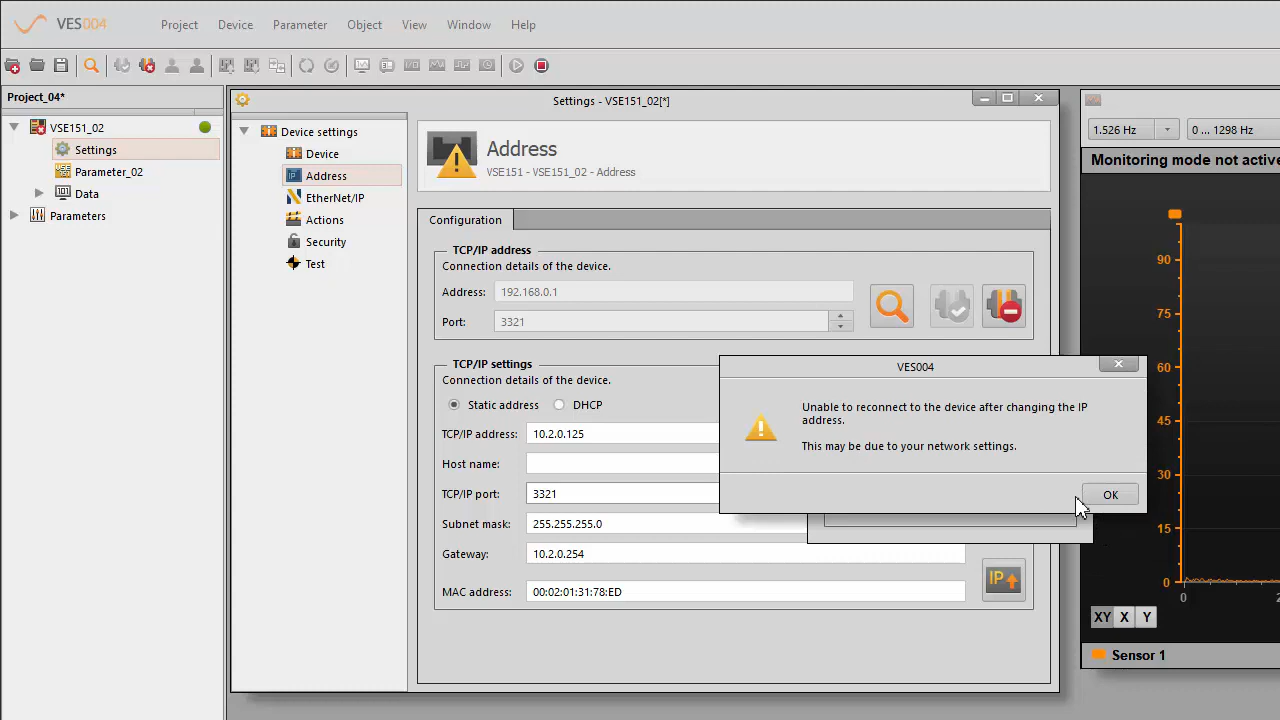 VES004
Project Device Parameter Object View Window Help
Project_04*
VSE151_02
Settings
Parameter_02
Data
Parameters
Settings - VSE151_02[*]
Device settings
Device
IP Address
EtherNet/IP
Actions
Security
Test
Address
VSE151 - VSE151_02 - Address
Configuration
TCP/IP address
Connection details of the device.
Address: 192.168.0.1
Port: 3321
TCP/IP settings
Connection details of the device.
Static address DHCP
TCP/IP address: 10.2.0.125
Host name:
TCP/IP port: 3321
Subnet mask: 255.255.255.0
Gateway: 10.2.0.254
MAC address: 00:02:01:31:78:ED
IP
VES004
Unable to reconnect to the device after changing the IP
address.
This may be due to your network settings.
OK
1.526 Hz 0 ... 1298 Hz
Monitoring mode not active
90
75
60
45
30
15
0
0
XY X Y
Sensor 1